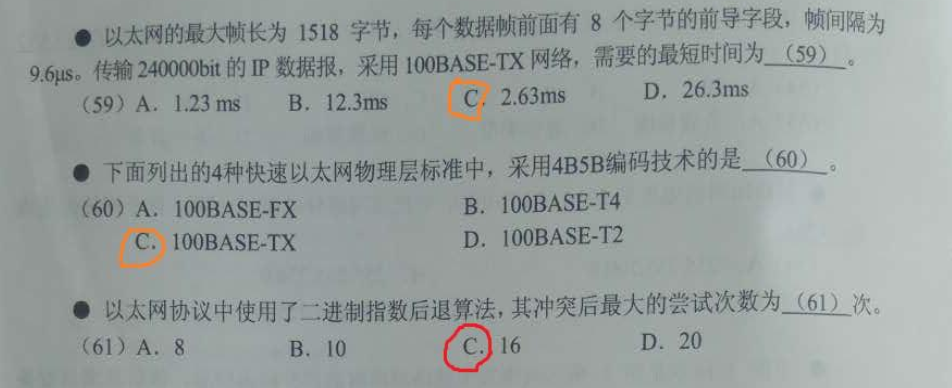 ● 以太网的最大帧长为 1518 字节，每个数据帧前面有 8 个字节的前导字段，帧间隔为
9.6μs。传输 240000bit 的 IP 数据报，采用 100BASE-TX 网络，需要的最短时间为（59）。
（59）A．1.23 ms B．12.3ms C．2.63ms D．26.3ms
● 下面列出的4种快速以太网物理层标准中，采用4B5B编码技术的是（60）。
（60）A．100BASE-FX B．100BASE-T4
C．100BASE-TX D．100BASE-T2
● 以太网协议中使用了二进制指数后退算法，其冲突后最大的尝试次数为（61）次。
（61）A．8 B．10 C．16 D．20